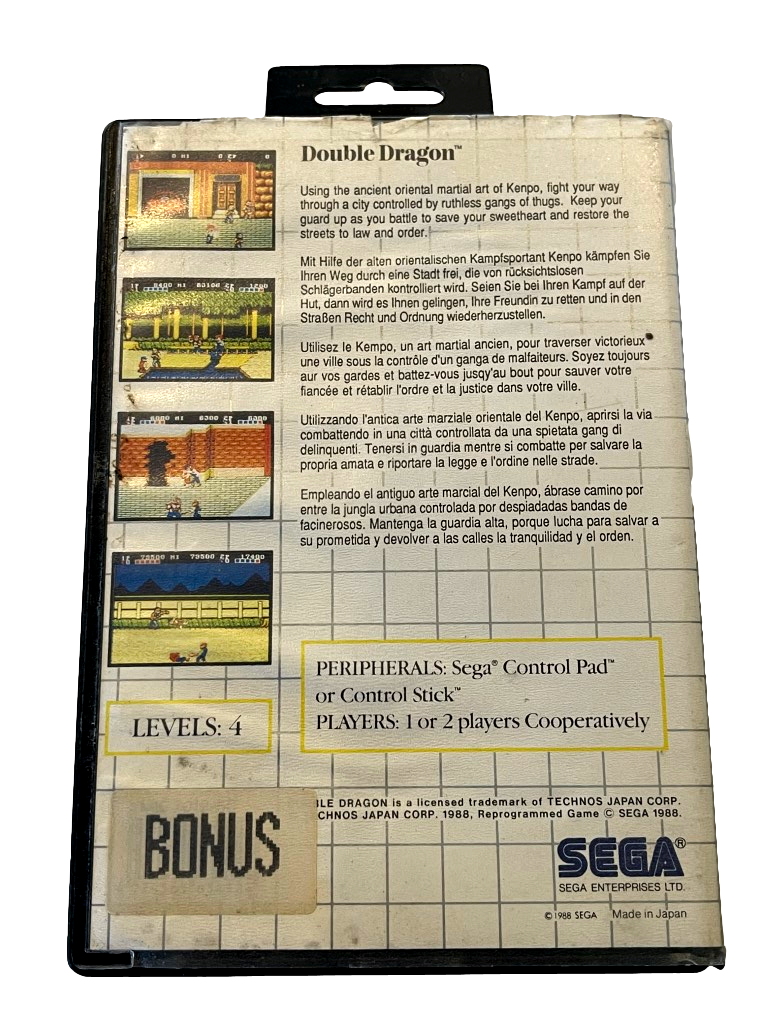 Double Dragon™
Using the ancient oriental martial art of Kenpo, fight your way
through a city controlled by ruthless gangs of thugs. Keep your
guard up as you battle to save your sweetheart and restore the
streets to law and order.
Mit Hilfe der alten orientalischen Kampfsportant Kenpo kämpfen Sie
Ihren Weg durch eine Stadt frei, die von rücksichtslosen
Schlägerbanden kontrolliert wird. Seien Sie bei Ihren Kampf auf der
Hut, dann wird es Ihnen gelingen, Ihre Freundin zu retten und in den
Straßen Recht und Ordnung wiederherzustellen.
Utilisez le Kempo, un art martial ancien, pour traverser victorieux
une ville sous la contrôle d'un ganga de malfaiteurs. Soyez toujours
aur vos gardes et battez-vous jusqy'au bout pour sauver votre
fiancée et rétablir l'ordre et la justice dans votre ville.
Utilizzando l'antica arte marziale orientale del Kenpo, aprirsi la via
combattendo in una città controllata da una spietata gang di
delinquenti. Tenersi in guardia mentre si combatte per salvare la
propria amata e riportare la legge e l'ordine nelle strade.
Empleando el antiguo arte marcial del Kenpo, ábrase camino por
entre la jungla urbana controlada por despiadadas bandas de
facinerosos. Mantenga la guardia alta, porque lucha para salvar a
su prometida y devolver a las calles la tranquilidad y el orden.
PERIPHERALS: Sega® Control Pad™
or Control Stick™
PLAYERS: 1 or 2 players Cooperatively
LEVELS: 4
BONUS
BLE DRAGON is a licensed trademark of TECHNOS JAPAN CORP.
CHNOS JAPAN CORP. 1988, Reprogrammed Game © SEGA 1988.
SEGA®
SEGA ENTERPRISES LTD.
©1988 SEGA Made in Japan